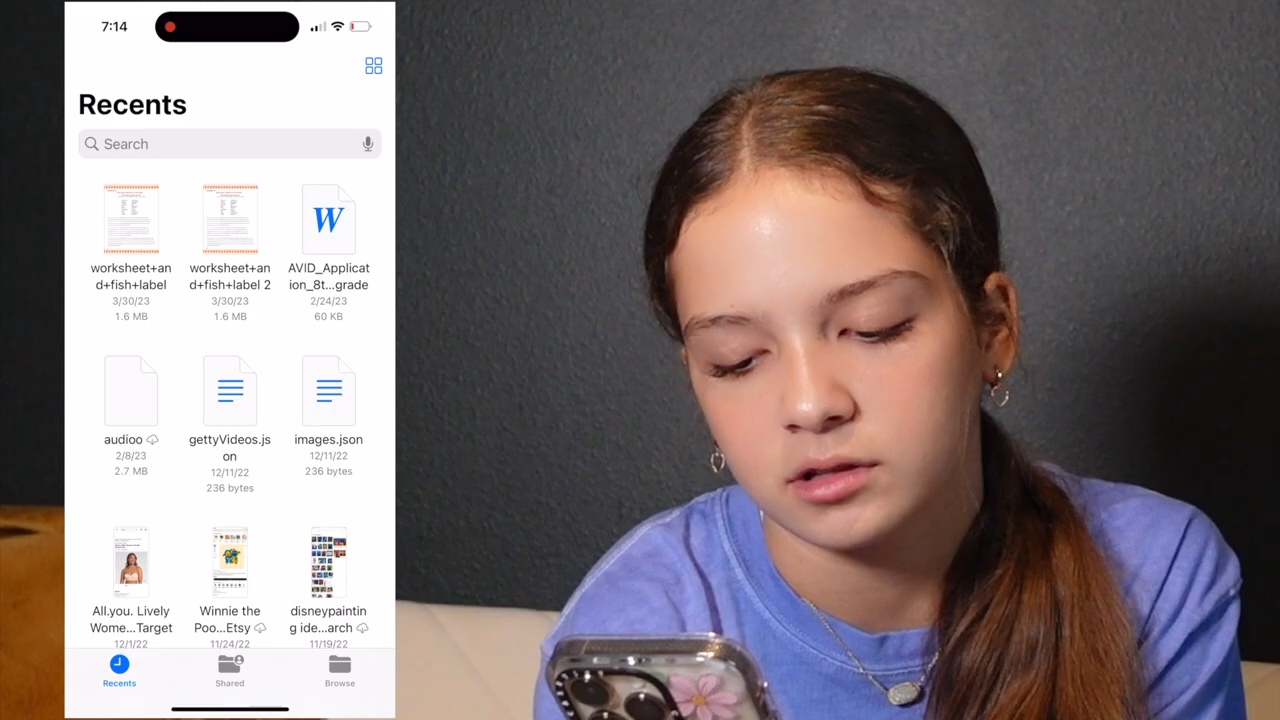 7:14
Recents
Search
worksheet+an
d+fish+label
3/30/23
1.6 MB
worksheet+an
d+fish+label 2
3/30/23
1.6 MB
W
AVID_Applicat
ion_8t...grade
2/24/23
60 KB
audioo
2/8/23
2.7 MB
gettyVideos.js
on
12/11/22
236 bytes
images.json
12/11/22
236 bytes
All.you. Lively
Wome...Target
12/1/22
Winnie the
Poo...Etsy
11/24/22
disneypaintin
g ide...arch
11/19/22
Recents
Shared
Browse